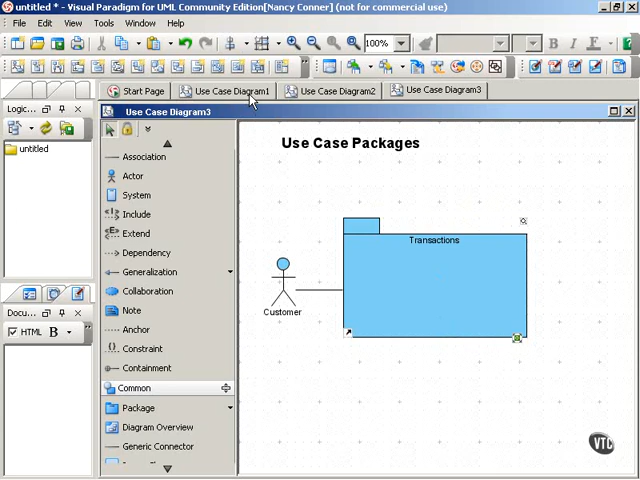 untitled * - Visual Paradigm for UML Community Edition[Nancy Conner] (not for commercial use)
File Edit View Tools Window Help
100% B I
Start Page Use Case Diagram1 Use Case Diagram2 Use Case Diagram3
Logic...
untitled
Use Case Diagram3
Association
Actor
System
Include
Extend
Dependency
Generalization
Collaboration
Note
Anchor
Constraint
Containment
Common
Package
Diagram Overview
Generic Connector
Docu...
HTML B
Use Case Packages
Transactions
Customer
VTC